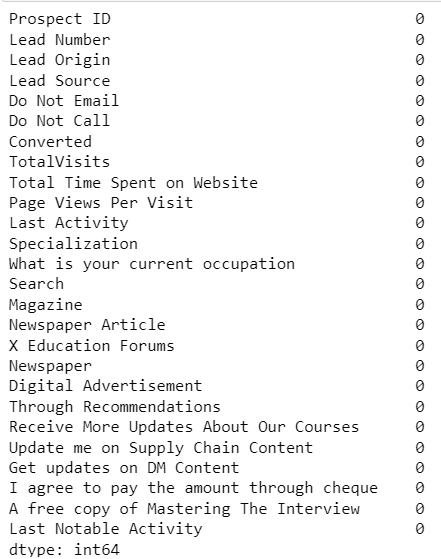 Prospect ID 0
Lead Number 0
Lead Origin 0
Lead Source 0
Do Not Email 0
Do Not Call 0
Converted 0
TotalVisits 0
Total Time Spent on Website 0
Page Views Per Visit 0
Last Activity 0
Specialization 0
What is your current occupation 0
Search 0
Magazine 0
Newspaper Article 0
X Education Forums 0
Newspaper 0
Digital Advertisement 0
Through Recommendations 0
Receive More Updates About Our Courses 0
Update me on Supply Chain Content 0
Get updates on DM Content 0
I agree to pay the amount through cheque 0
A free copy of Mastering The Interview 0
Last Notable Activity 0
dtype: int64